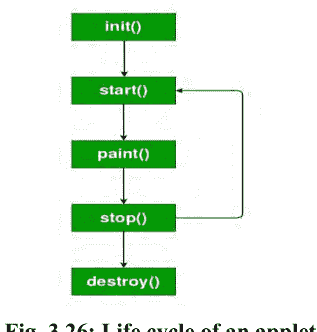 init()
start()
paint()
stop()
destroy()
Fig. 3.26: Life cycle of an applet